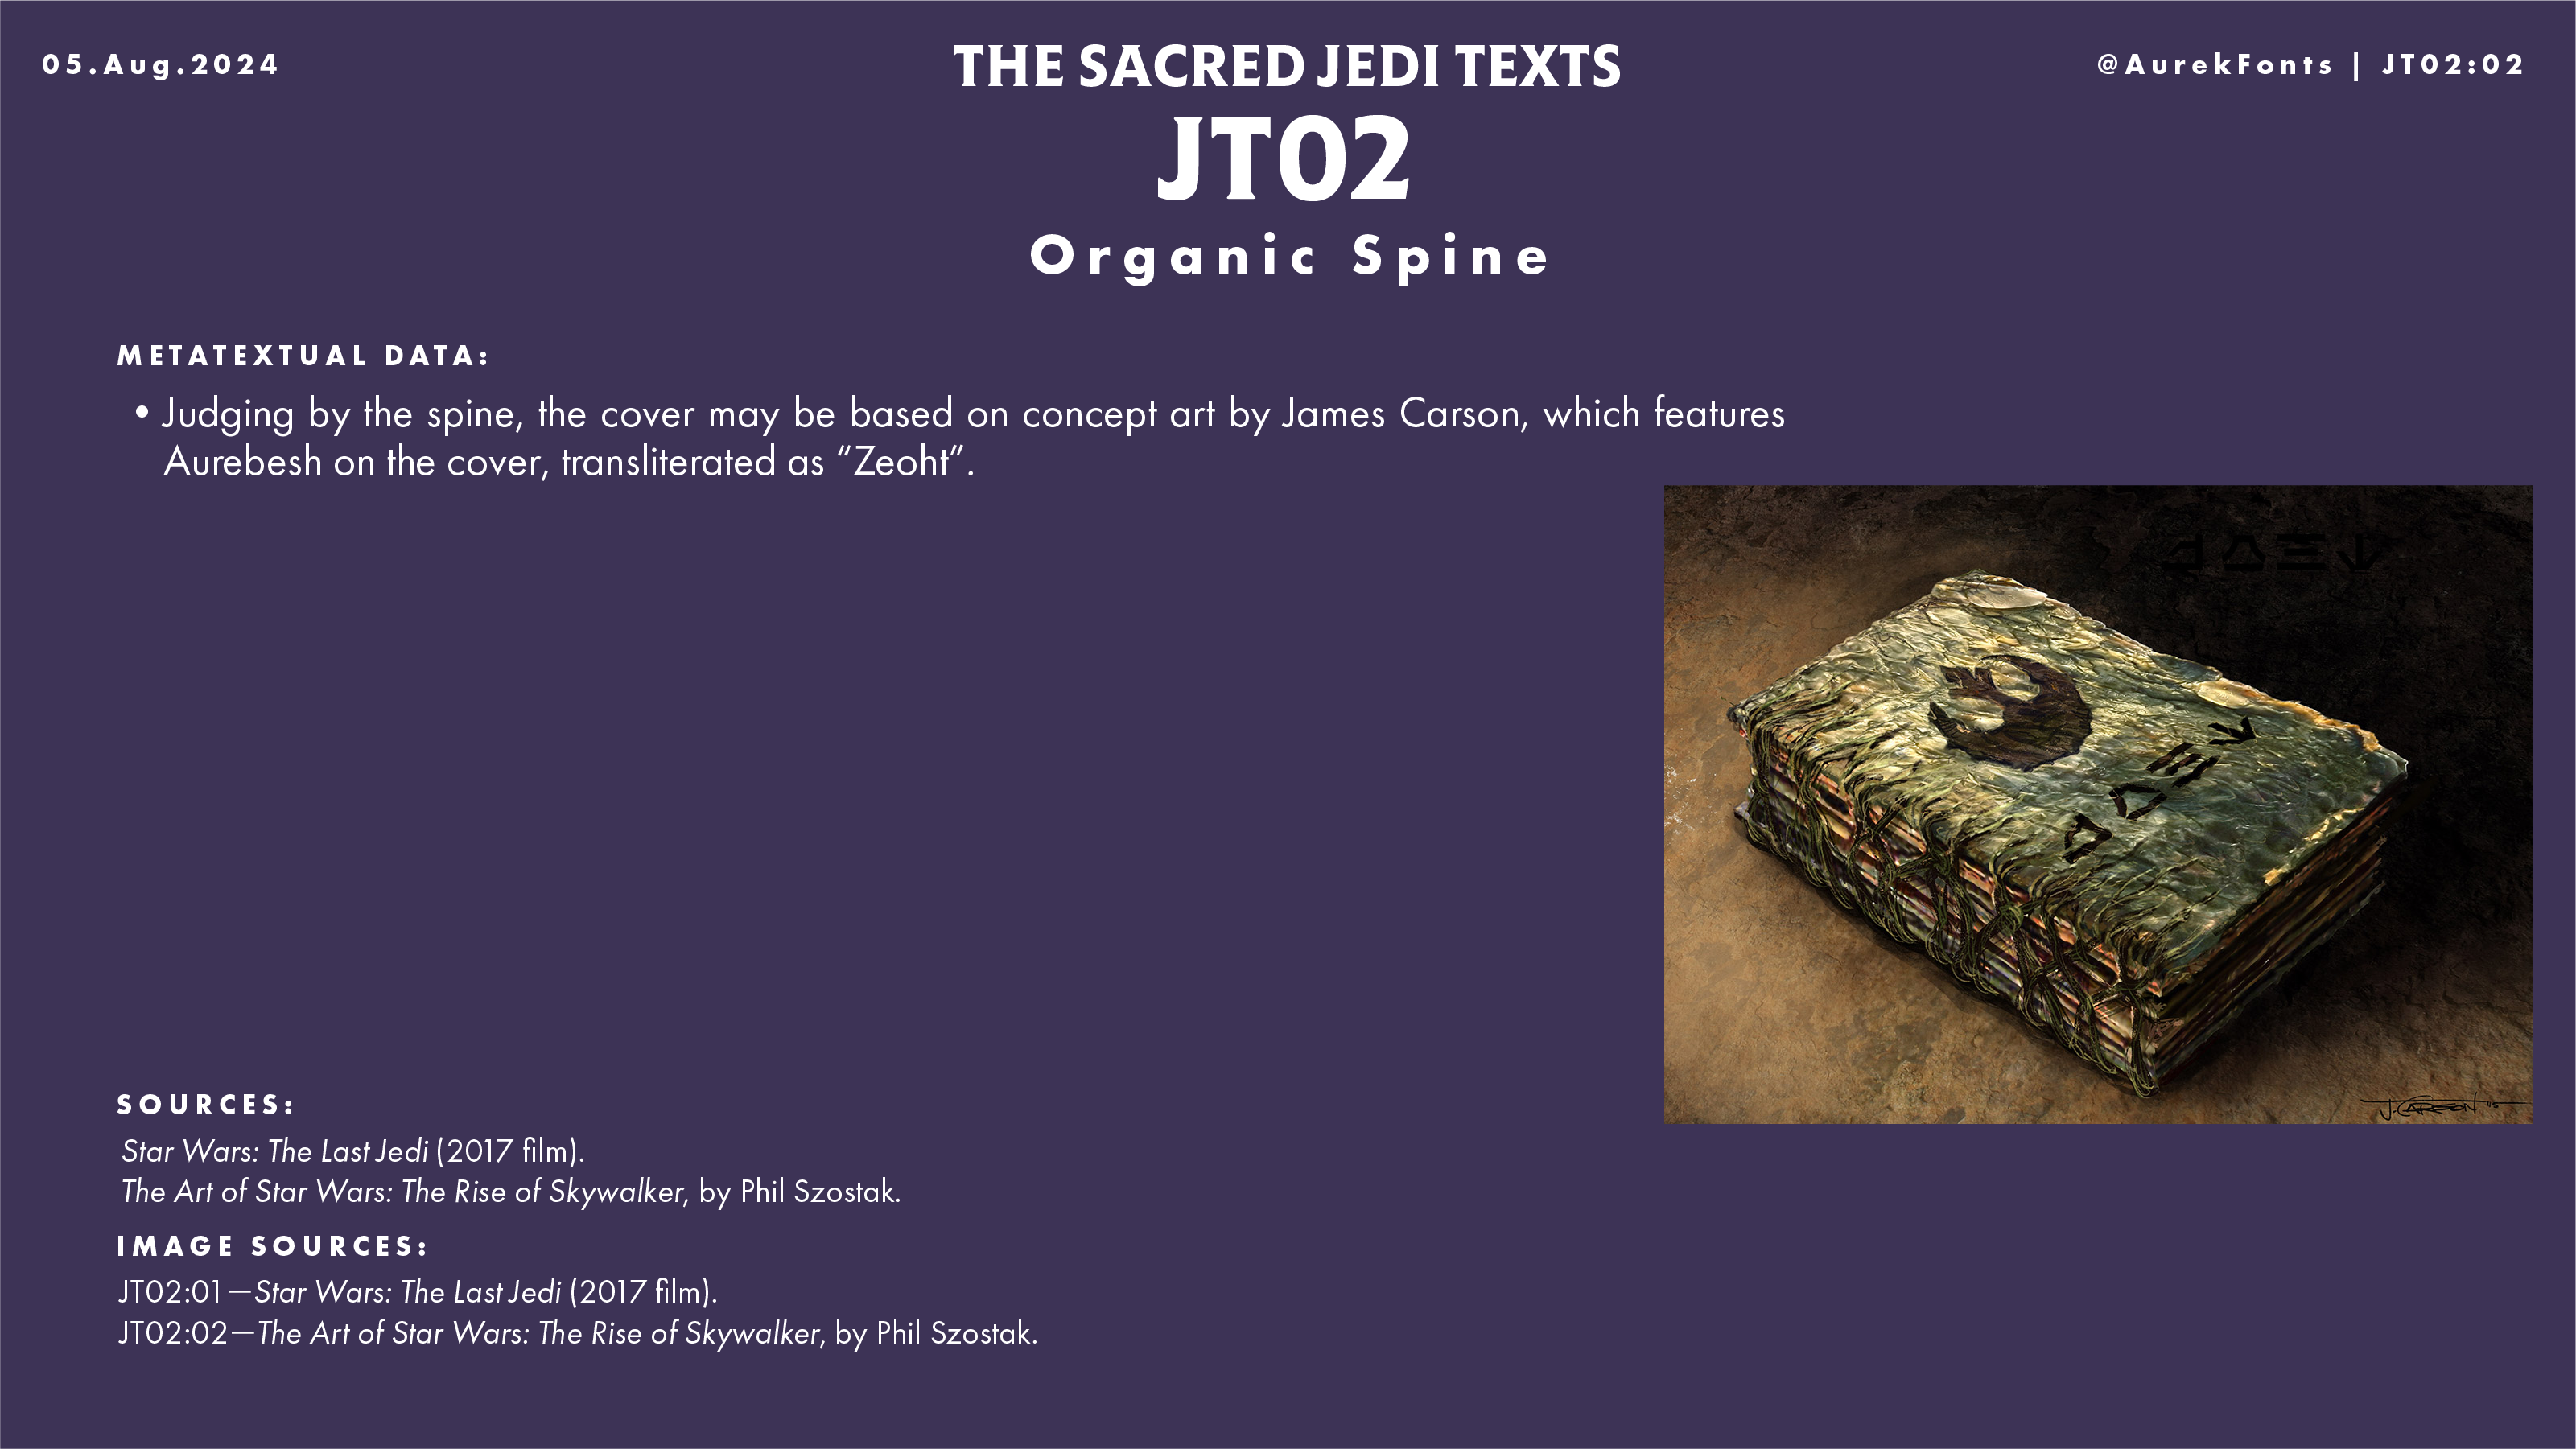 05.Aug.2024
THE SACRED JEDI TEXTS
@AurekFonts | JT02:02
JT02
Organic Spine
METATEXTUAL DATA:
• Judging by the spine, the cover may be based on concept art by James Carson, which features
Aurebesh on the cover, transliterated as “Zeoht”.
SOURCES:
Star Wars: The Last Jedi (2017 film).
The Art of Star Wars: The Rise of Skywalker, by Phil Szostak.
IMAGE SOURCES:
JT02:01—Star Wars: The Last Jedi (2017 film).
JT02:02—The Art of Star Wars: The Rise of Skywalker, by Phil Szostak.
J. CARSON